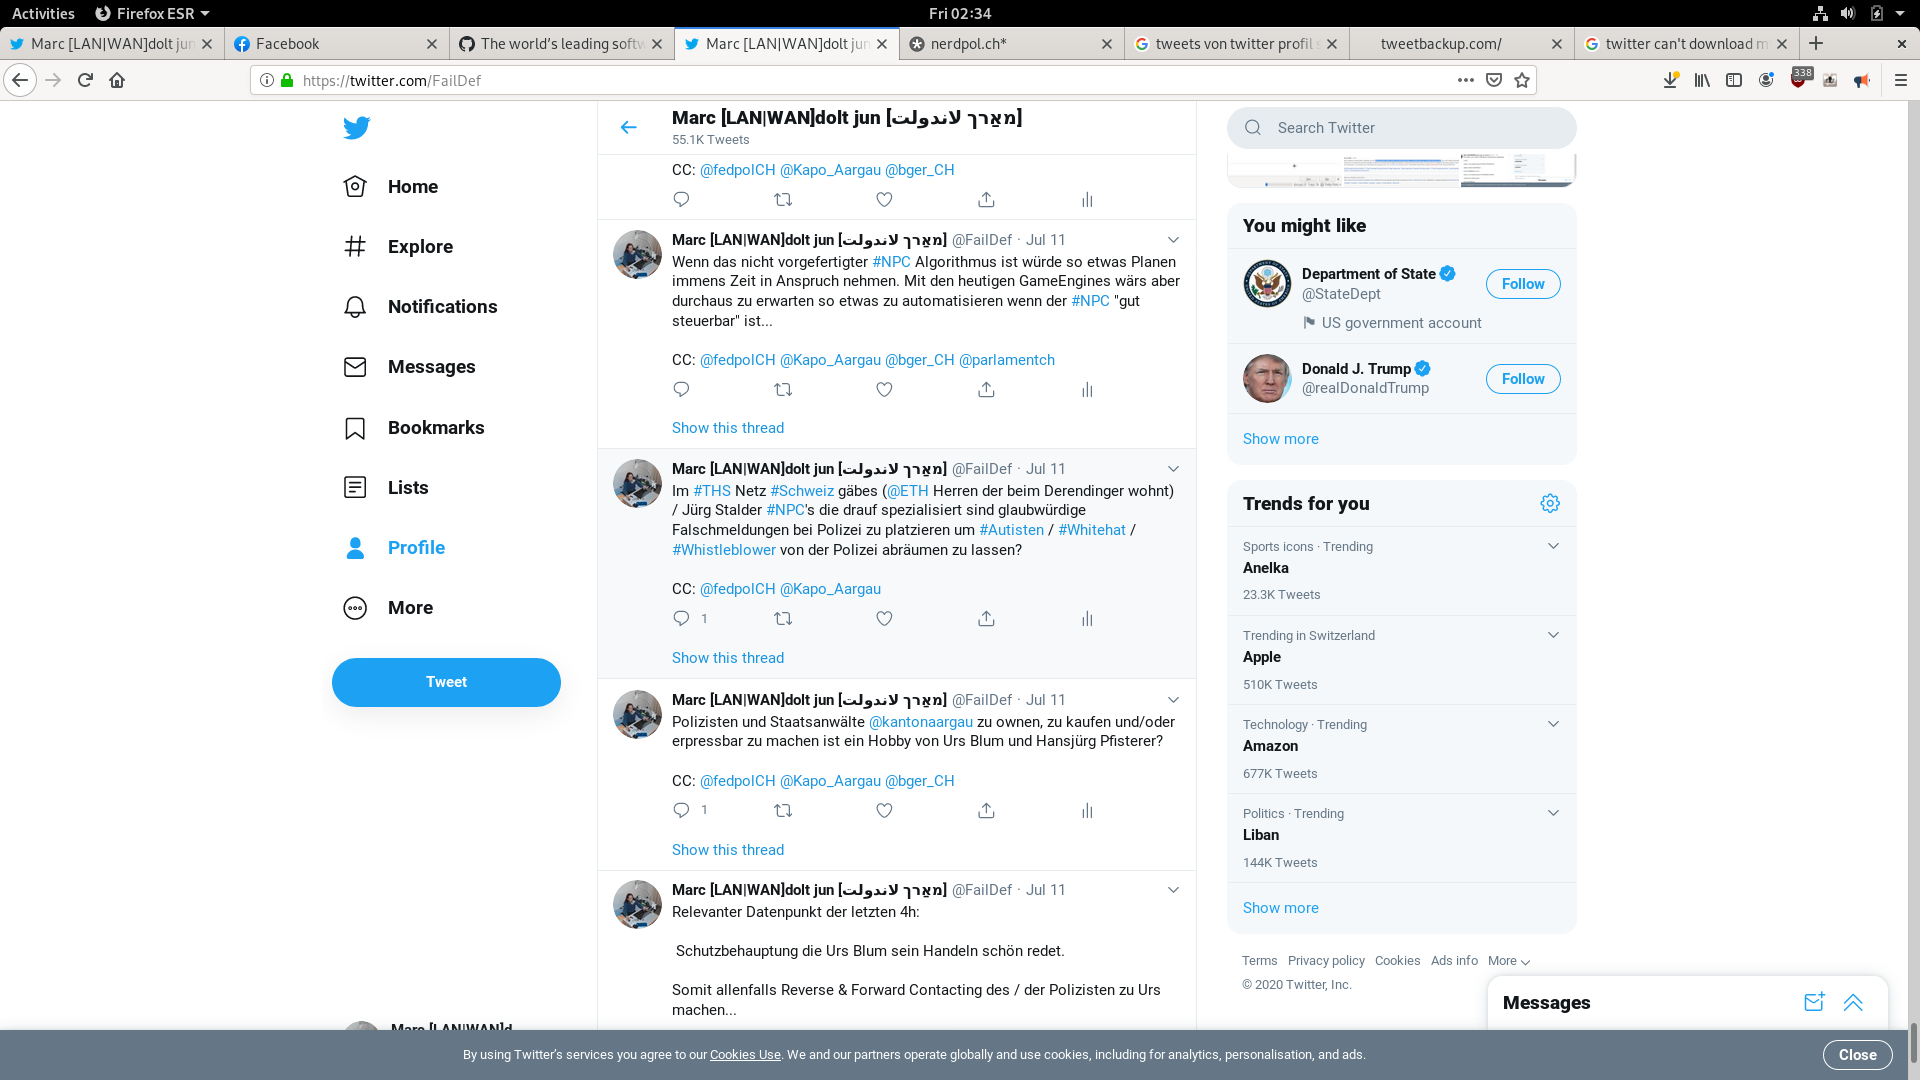 Activities Firefox ESR Fri 02:34
Marc [LAN|WAN]dolt jun
Facebook
The world's leading softw
Marc [LAN|WAN]dolt jun
nerdpol.ch*
tweets von twitter profil s
tweetbackup.com/
twitter can't download m
https://twitter.com/FailDef
338
Home
Explore
Notifications
Messages
Bookmarks
Lists
Profile
More
Tweet
Marc [LAN|WAN]d
Marc [LAN|WAN]dolt jun [מאַרך לאנדולת]
55.1K Tweets
CC: @fedpolCH @Kapo_Aargau @bger_CH
Marc [LAN|WAN]dolt jun [מאַרך לאנדולת] @FailDef · Jul 11
Wenn das nicht vorgefertigter #NPC Algorithmus ist würde so etwas Planen
immens Zeit in Anspruch nehmen. Mit den heutigen GameEngines wärs aber
durchaus zu erwarten so etwas zu automatisieren wenn der #NPC "gut
steuerbar" ist...
CC: @fedpolCH @Kapo_Aargau @bger_CH @parlamentch
Show this thread
Marc [LAN|WAN]dolt jun [מאַרך לאנדולת] @FailDef · Jul 11
Im #THS Netz #Schweiz gäbes (@ETH Herren der beim Derendinger wohnt)
/ Jürg Stalder #NPC's die drauf spezialisiert sind glaubwürdige
Falschmeldungen bei Polizei zu platzieren um #Autisten / #Whitehat /
#Whistleblower von der Polizei abräumen zu lassen?
CC: @fedpolCH @Kapo_Aargau
1
Show this thread
Marc [LAN|WAN]dolt jun [מאַרך לאנדולת] @FailDef · Jul 11
Polizisten und Staatsanwälte @kantonaargau zu ownen, zu kaufen und/oder
erpressbar zu machen ist ein Hobby von Urs Blum und Hansjürg Pfisterer?
CC: @fedpolCH @Kapo_Aargau @bger_CH
1
Show this thread
Marc [LAN|WAN]dolt jun [מאַרך לאנדולת] @FailDef · Jul 11
Relevanter Datenpunkt der letzten 4h:
Schutzbehauptung die Urs Blum sein Handeln schön redet.
Somit allenfalls Reverse & Forward Contacting des / der Polizisten zu Urs
machen...
Search Twitter
You might like
Department of State
@StateDept
Follow
US government account
Donald J. Trump
@realDonaldTrump
Follow
Show more
Trends for you
Sports icons · Trending
Anelka
23.3K Tweets
Trending in Switzerland
Apple
510K Tweets
Technology · Trending
Amazon
677K Tweets
Politics · Trending
Liban
144K Tweets
Show more
Terms Privacy policy Cookies Ads info More
© 2020 Twitter, Inc.
Messages
By using Twitter's services you agree to our Cookies Use. We and our partners operate globally and use cookies, including for analytics, personalisation, and ads.
Close